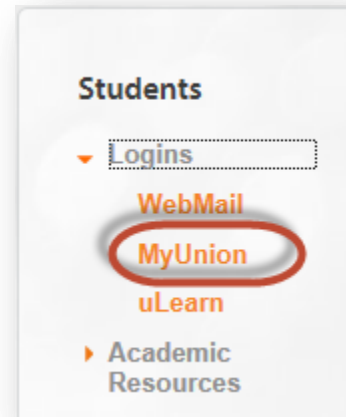 Students
Logins
WebMail
MyUnion
uLearn
Academic
Resources